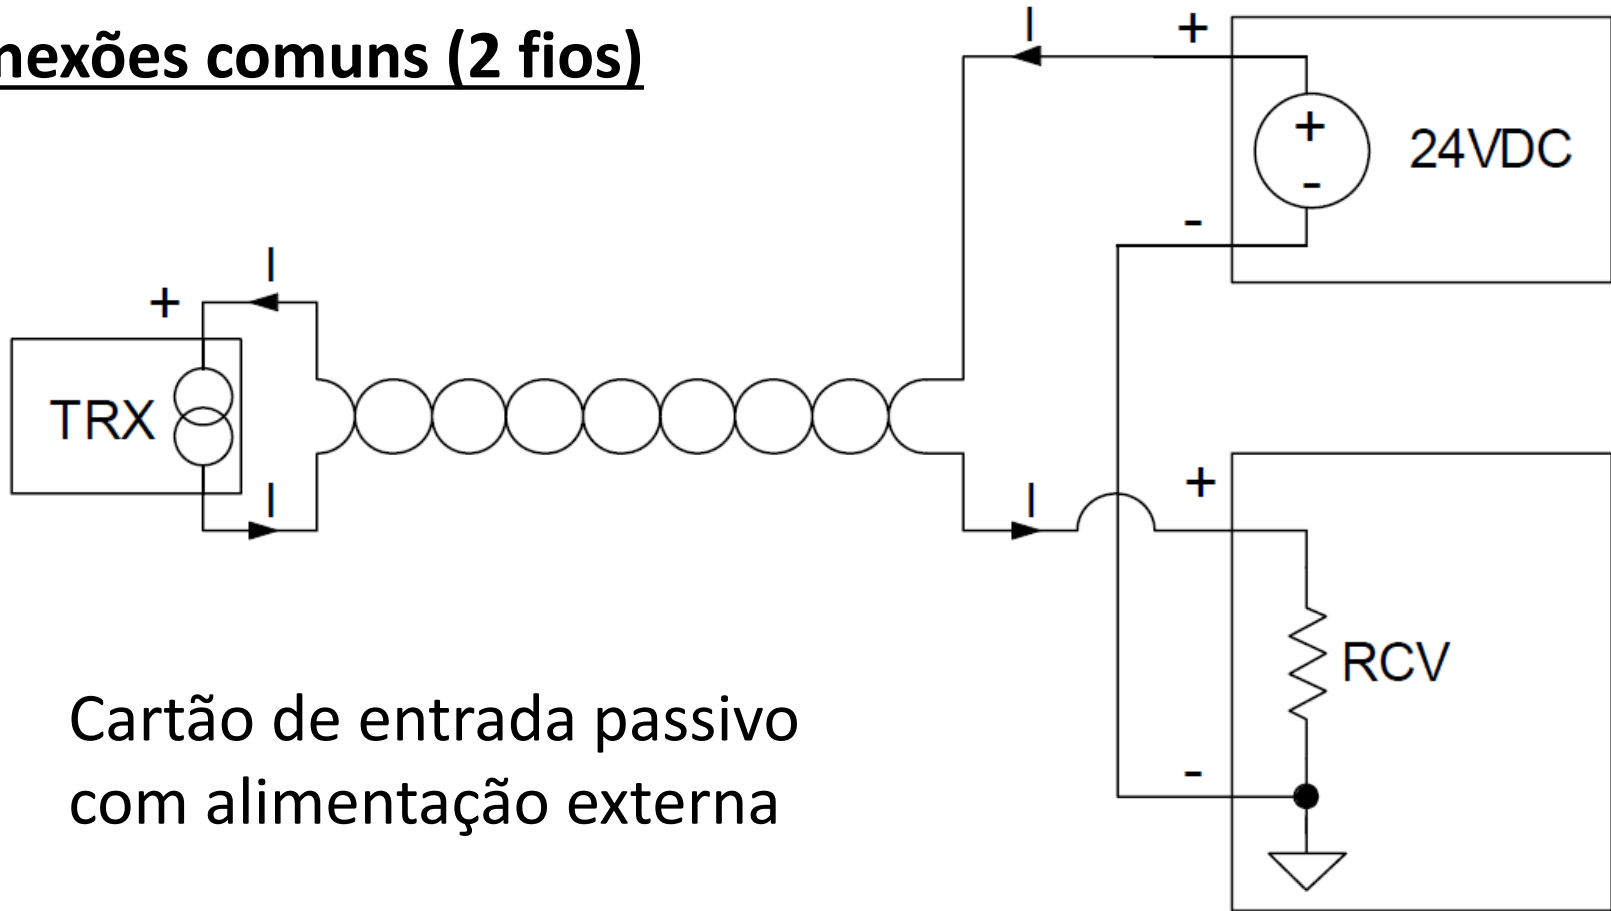 nexões comuns (2 fios)
I
+
+
-
24VDC
-
I
+
TRX
I
I
+
RCV
-
Cartão de entrada passivo
com alimentação externa